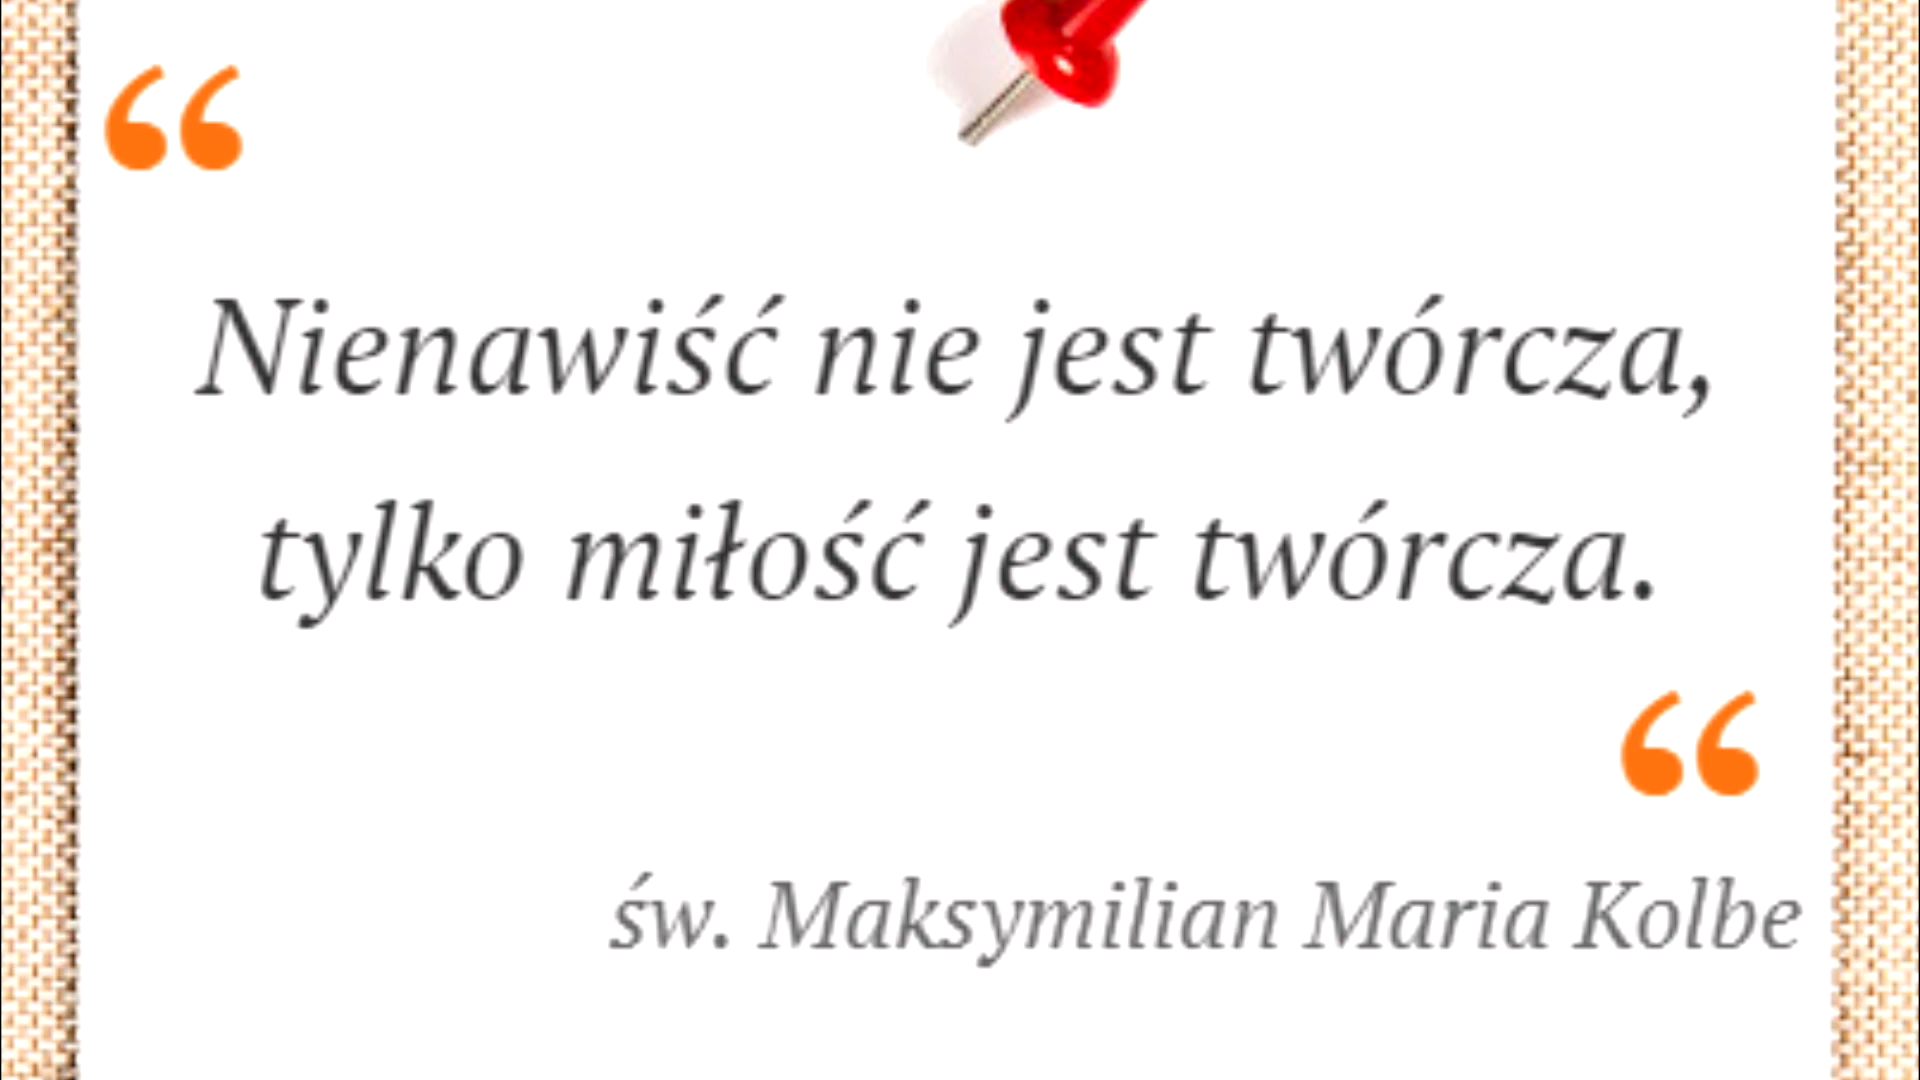 “
Nienawiść nie jest twórcza,
tylko miłość jest twórcza.
“
św. Maksymilian Maria Kolbe